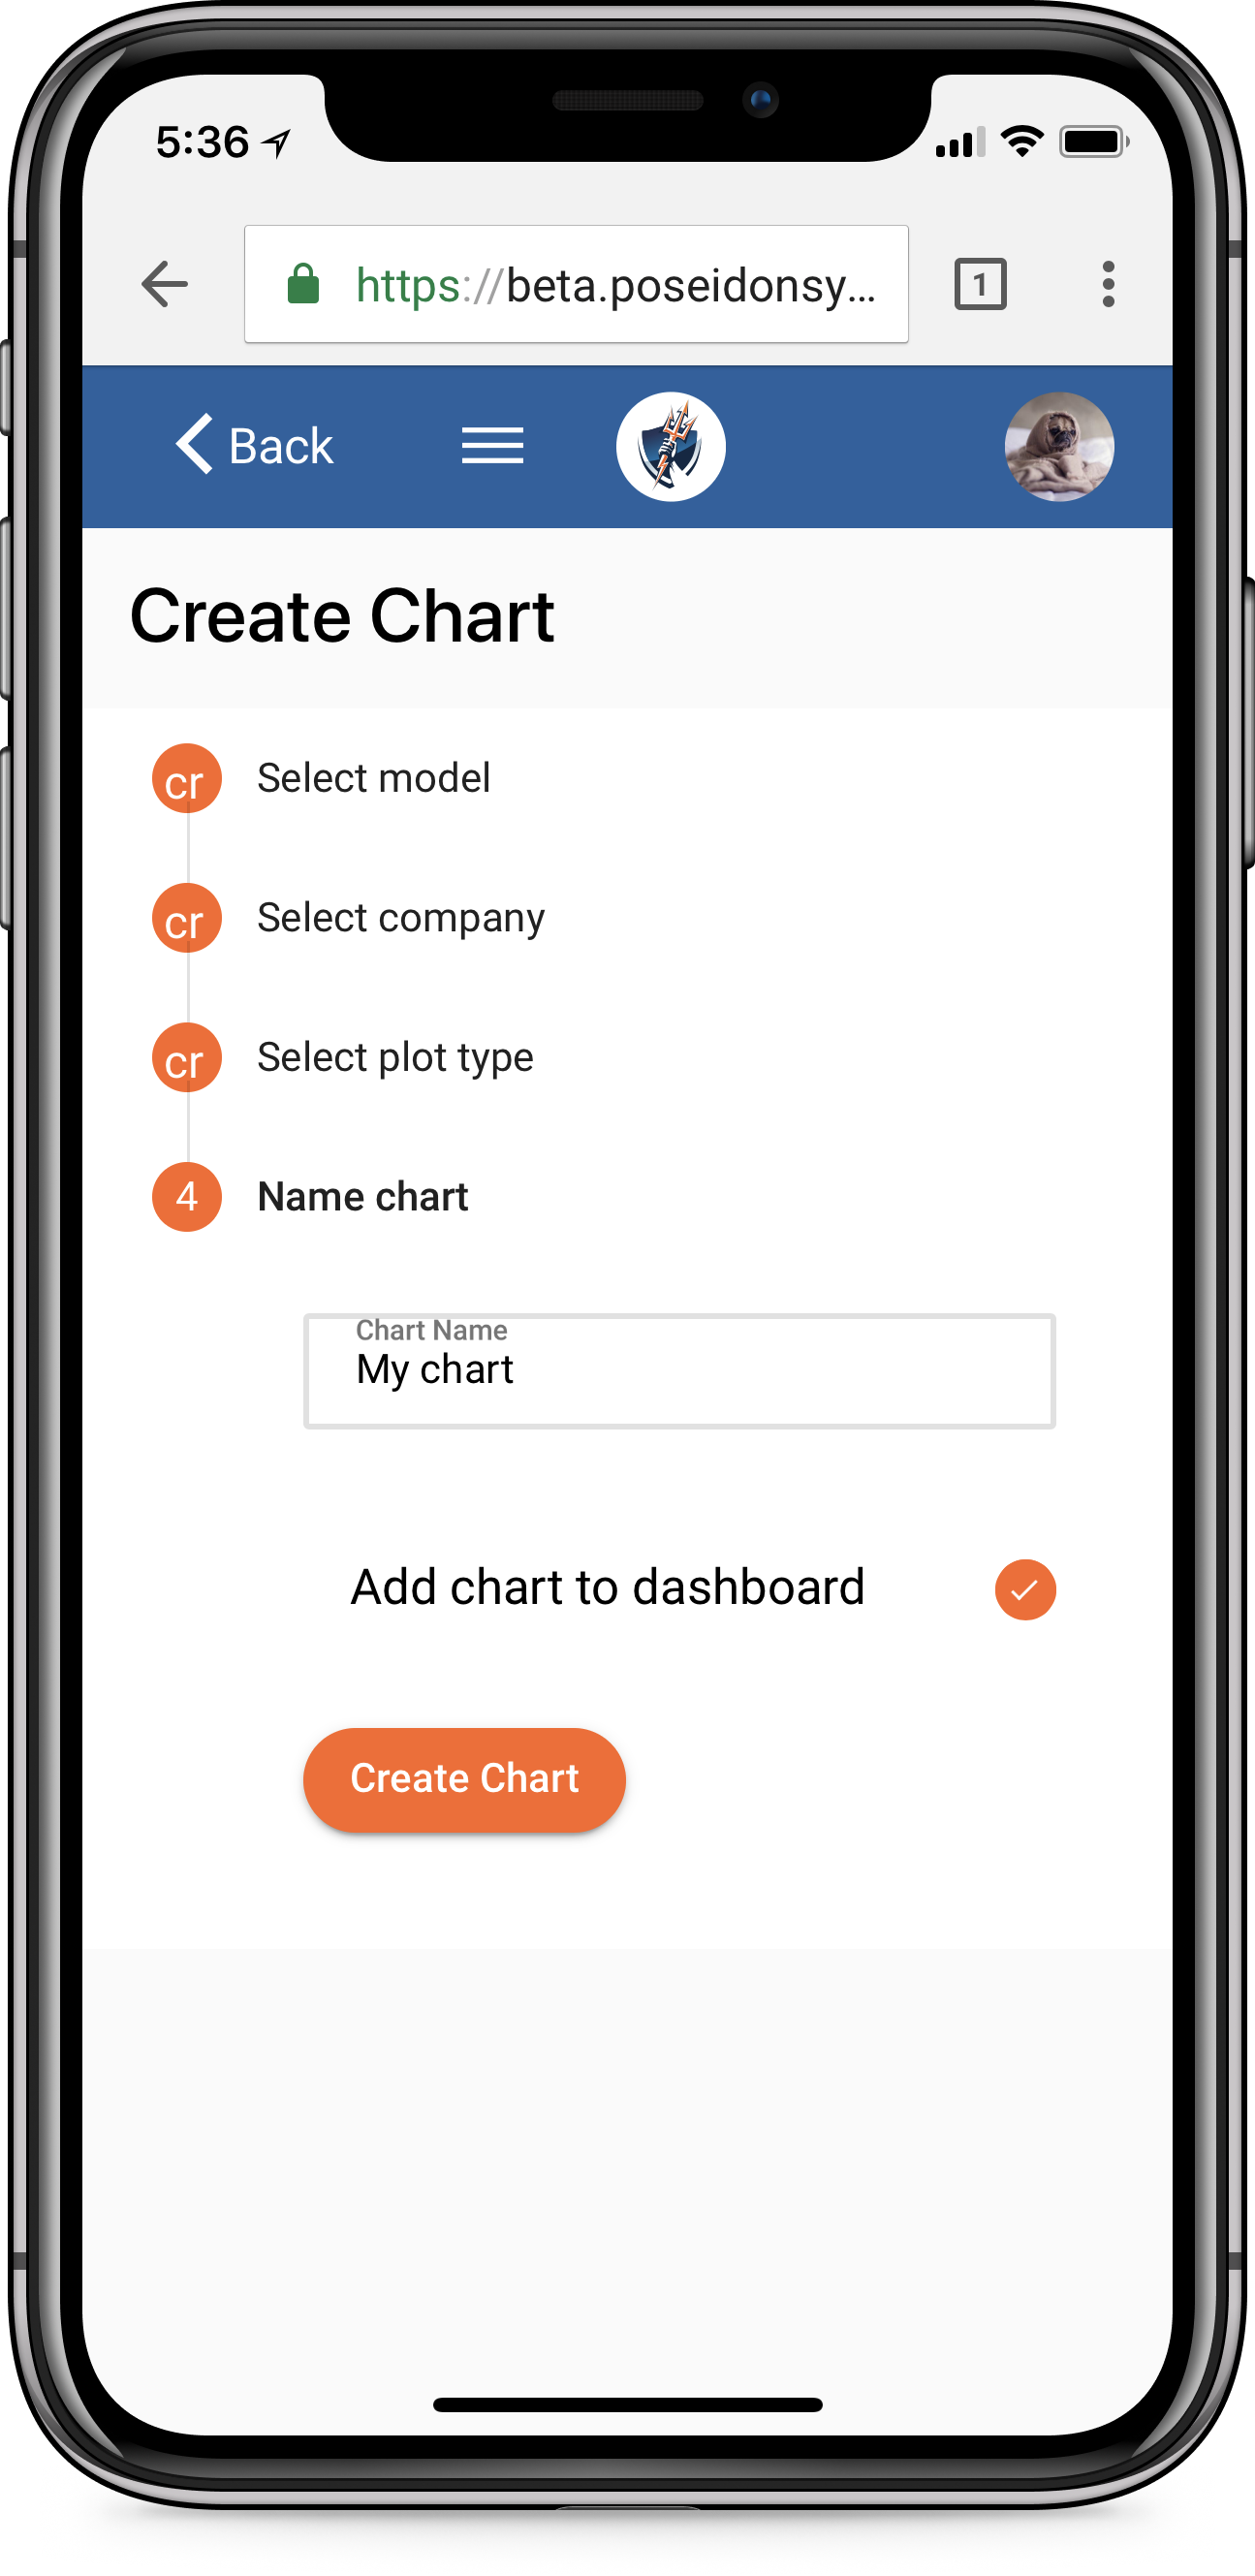 5:36
https://beta.poseidonsy...
1
Back
Create Chart
cr Select model
cr Select company
cr Select plot type
4 Name chart
Chart Name
My chart
Add chart to dashboard
Create Chart